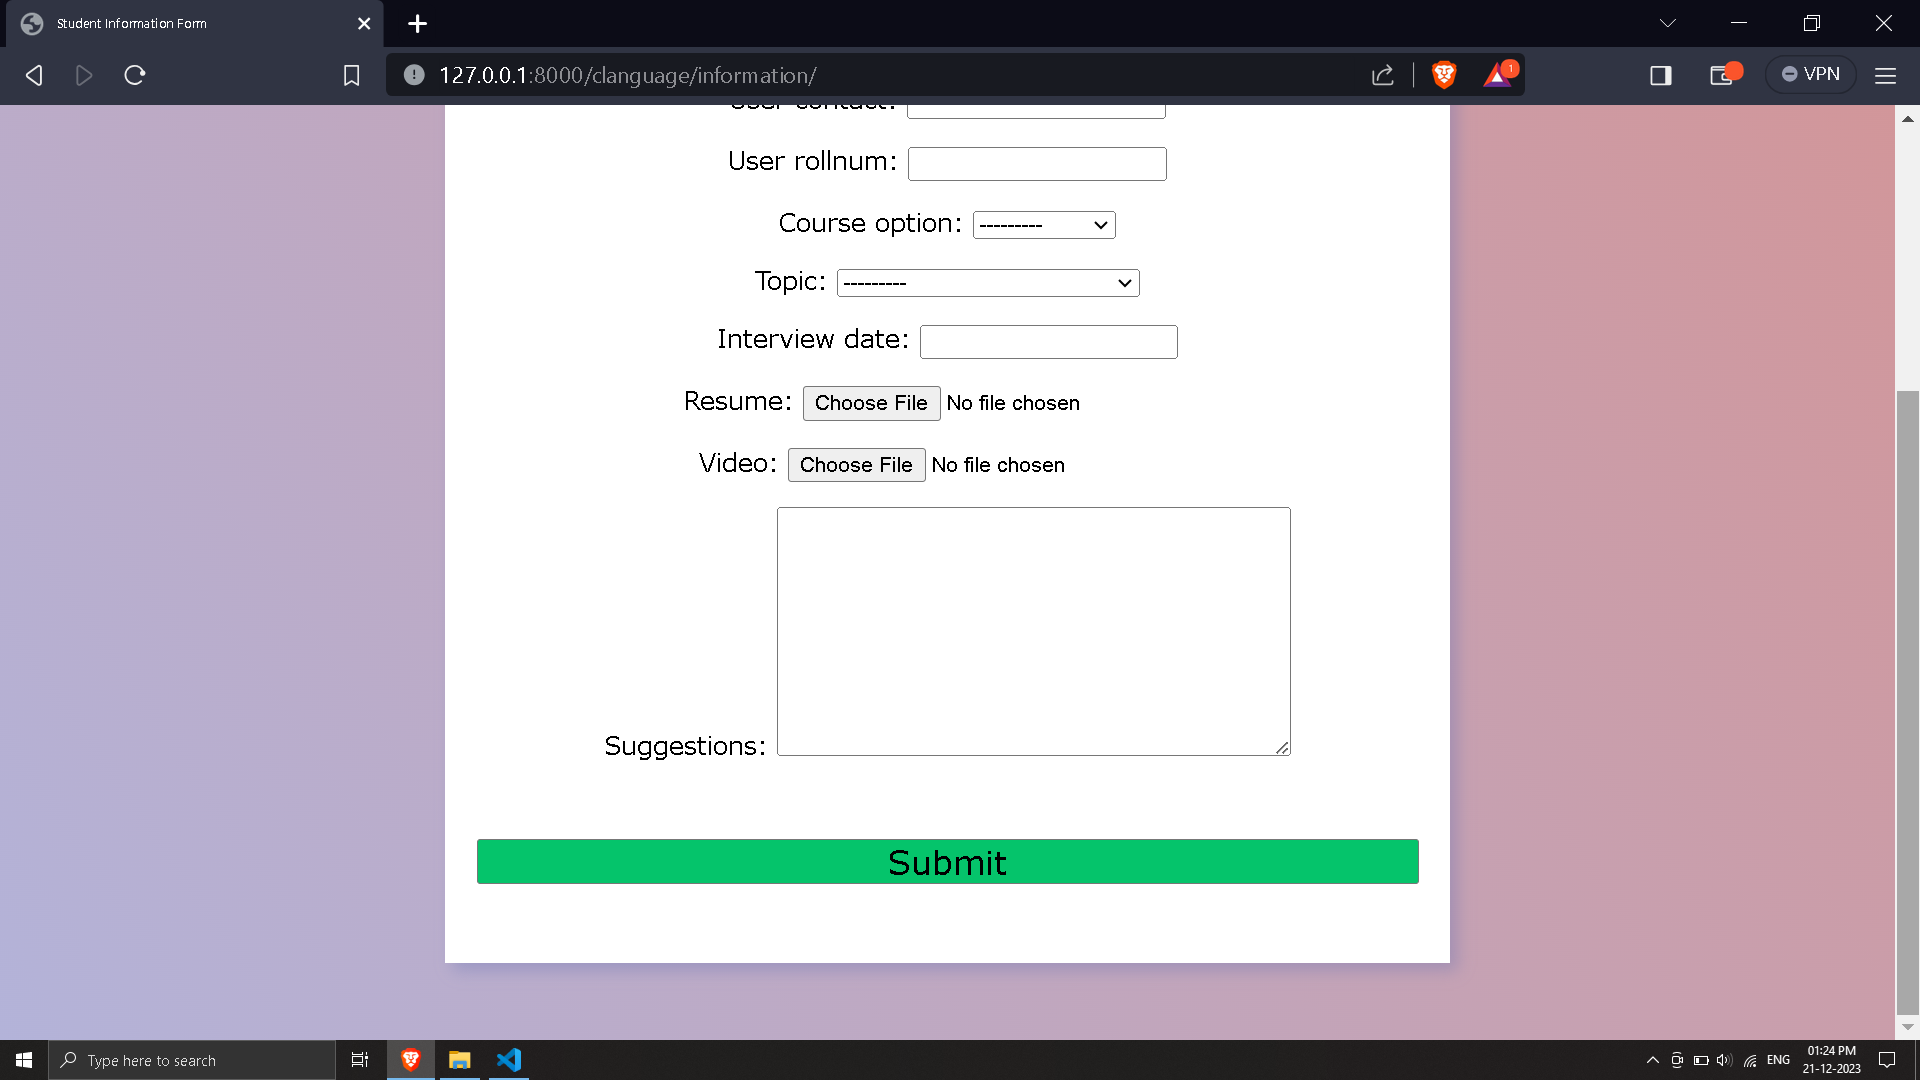 Student Information Form
127.0.0.1:8000/clanguage/information/
1
VPN
User contact:
User rollnum:
Course option: ---------
Topic: ---------
Interview date:
Resume: Choose File No file chosen
Video: Choose File No file chosen
Suggestions:
Submit
Type here to search
ENG
01:24 PM
21-12-2023